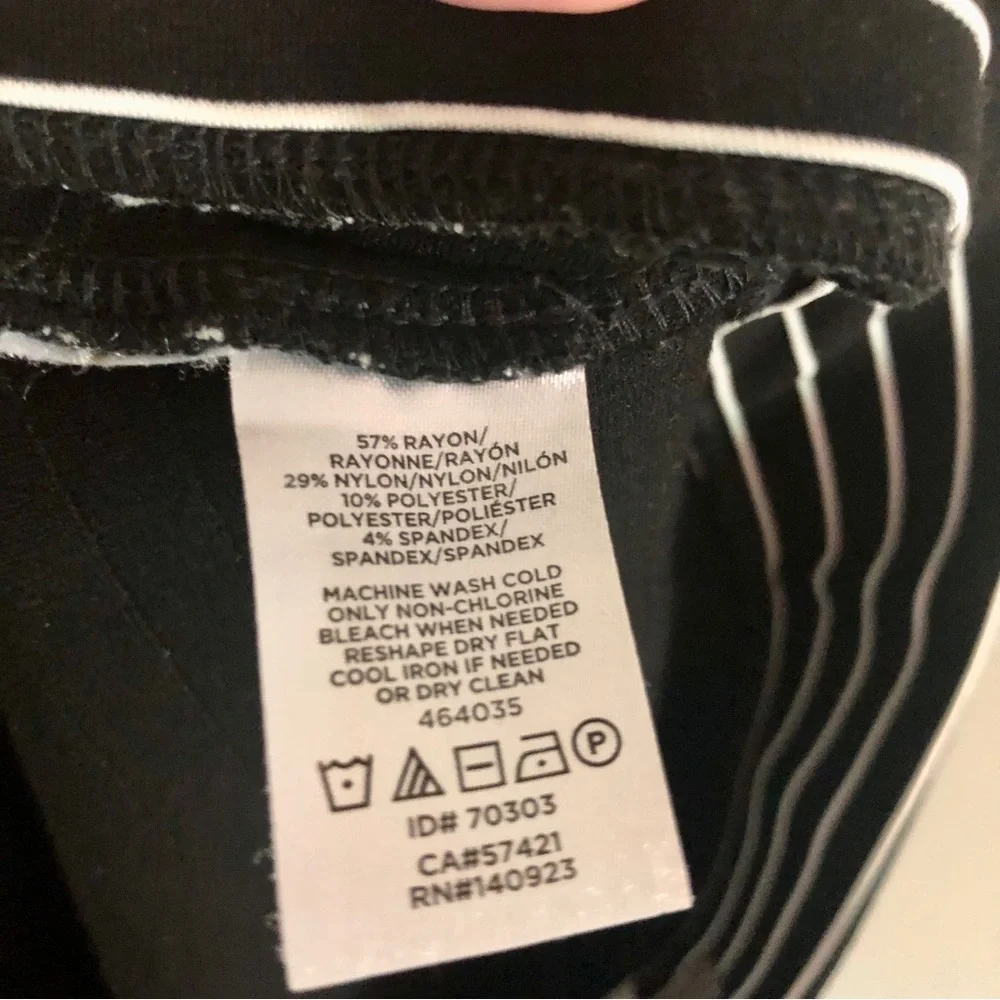 57% RAYON/
RAYONNE/RAYÓN
29% NYLON/NYLON/NILÓN
10% POLYESTER/
POLYESTER/POLIÉSTER
4% SPANDEX/
SPANDEX/SPANDEX
MACHINE WASH COLD
ONLY NON-CHLORINE
BLEACH WHEN NEEDED
RESHAPE DRY FLAT
COOL IRON IF NEEDED
OR DRY CLEAN
464035
P
ID# 70303
CA#57421
RN#140923